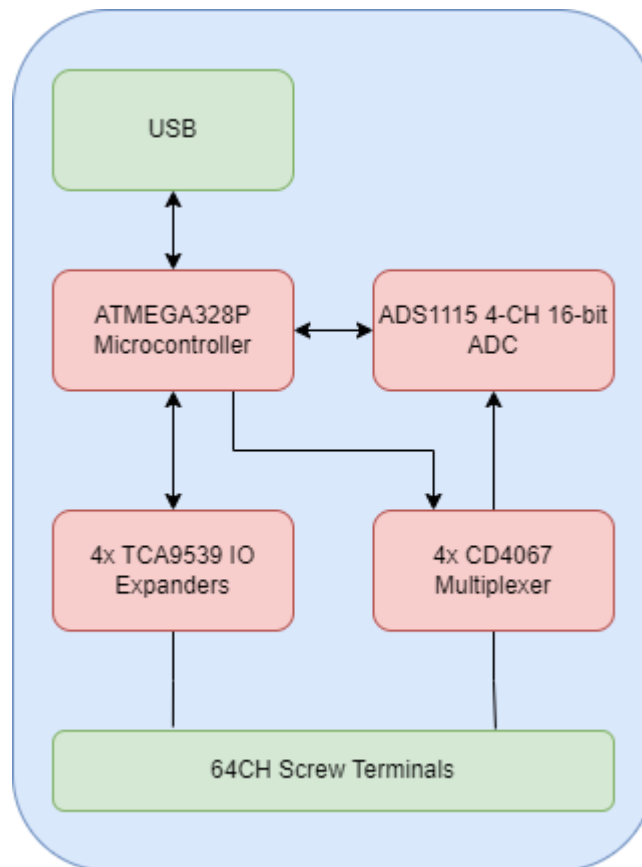 USB
ATMEGA328P
Microcontroller
ADS1115 4-CH 16-bit
ADC
4x TCA9539 IO
Expanders
4x CD4067
Multiplexer
64CH Screw Terminals